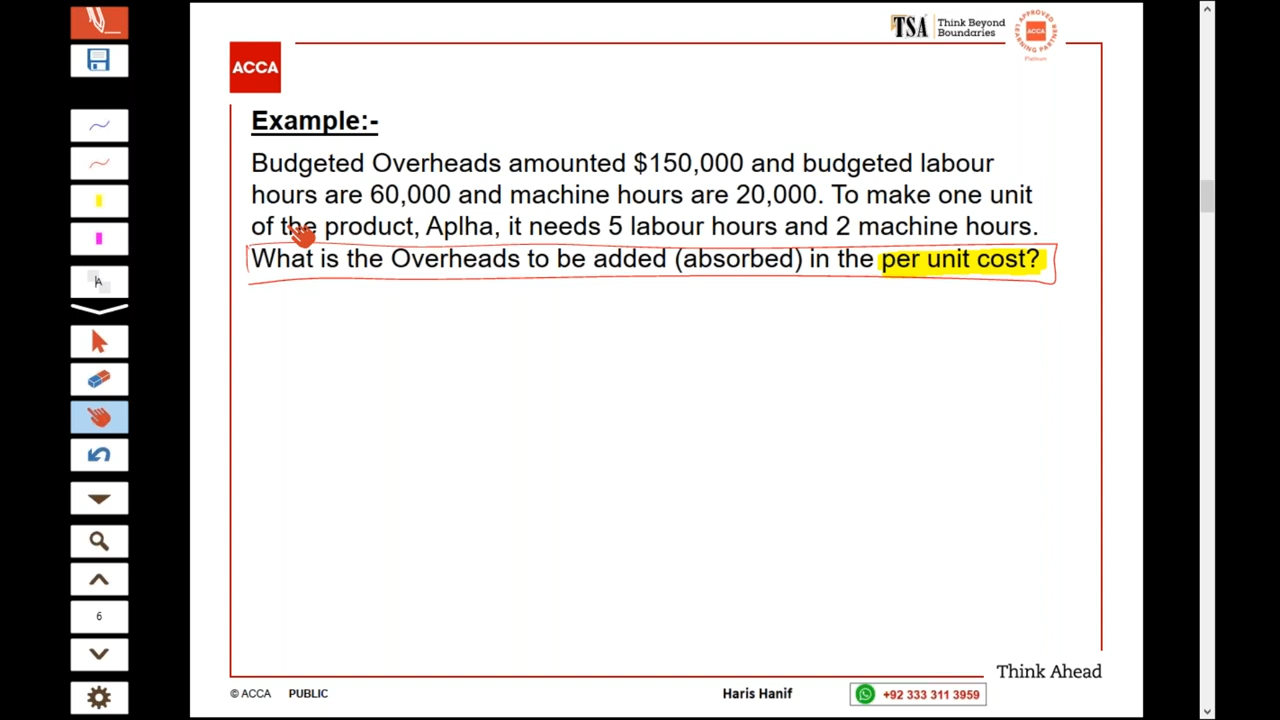 TSA Think Beyond
Boundaries
APPROVED
ACCA
LEARNING PARTNER
Platinum
ACCA
Example:-
Budgeted Overheads amounted $150,000 and budgeted labour
hours are 60,000 and machine hours are 20,000. To make one unit
of the product, Aplha, it needs 5 labour hours and 2 machine hours.
What is the Overheads to be added (absorbed) in the per unit cost?
A
6
Think Ahead
© ACCA PUBLIC
Haris Hanif
+92 333 311 3959